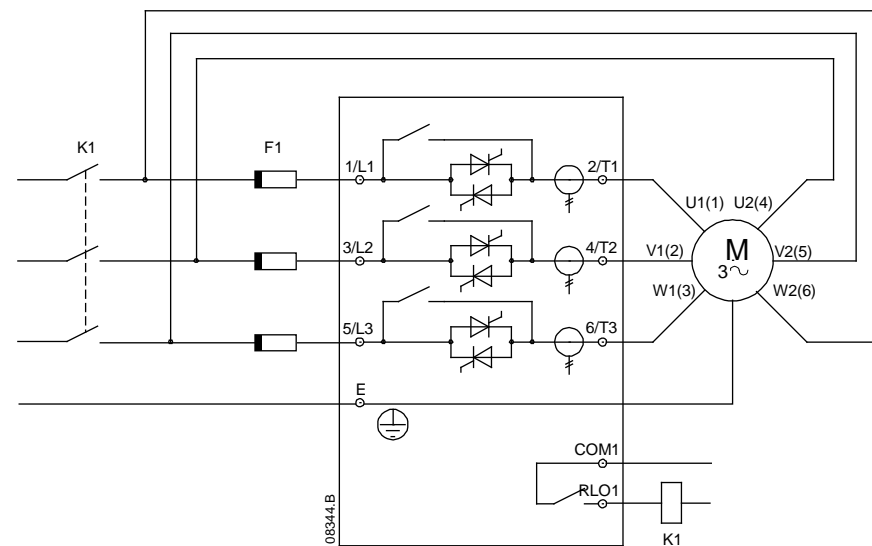 K1
F1
1/L1
2/T1
U1(1)
U2(4)
3/L2
4/T2
V1(2)
M
3
V2(5)
W1(3)
W2(6)
5/L3
6/T3
E
COM1
RLO1
K1
08344.B